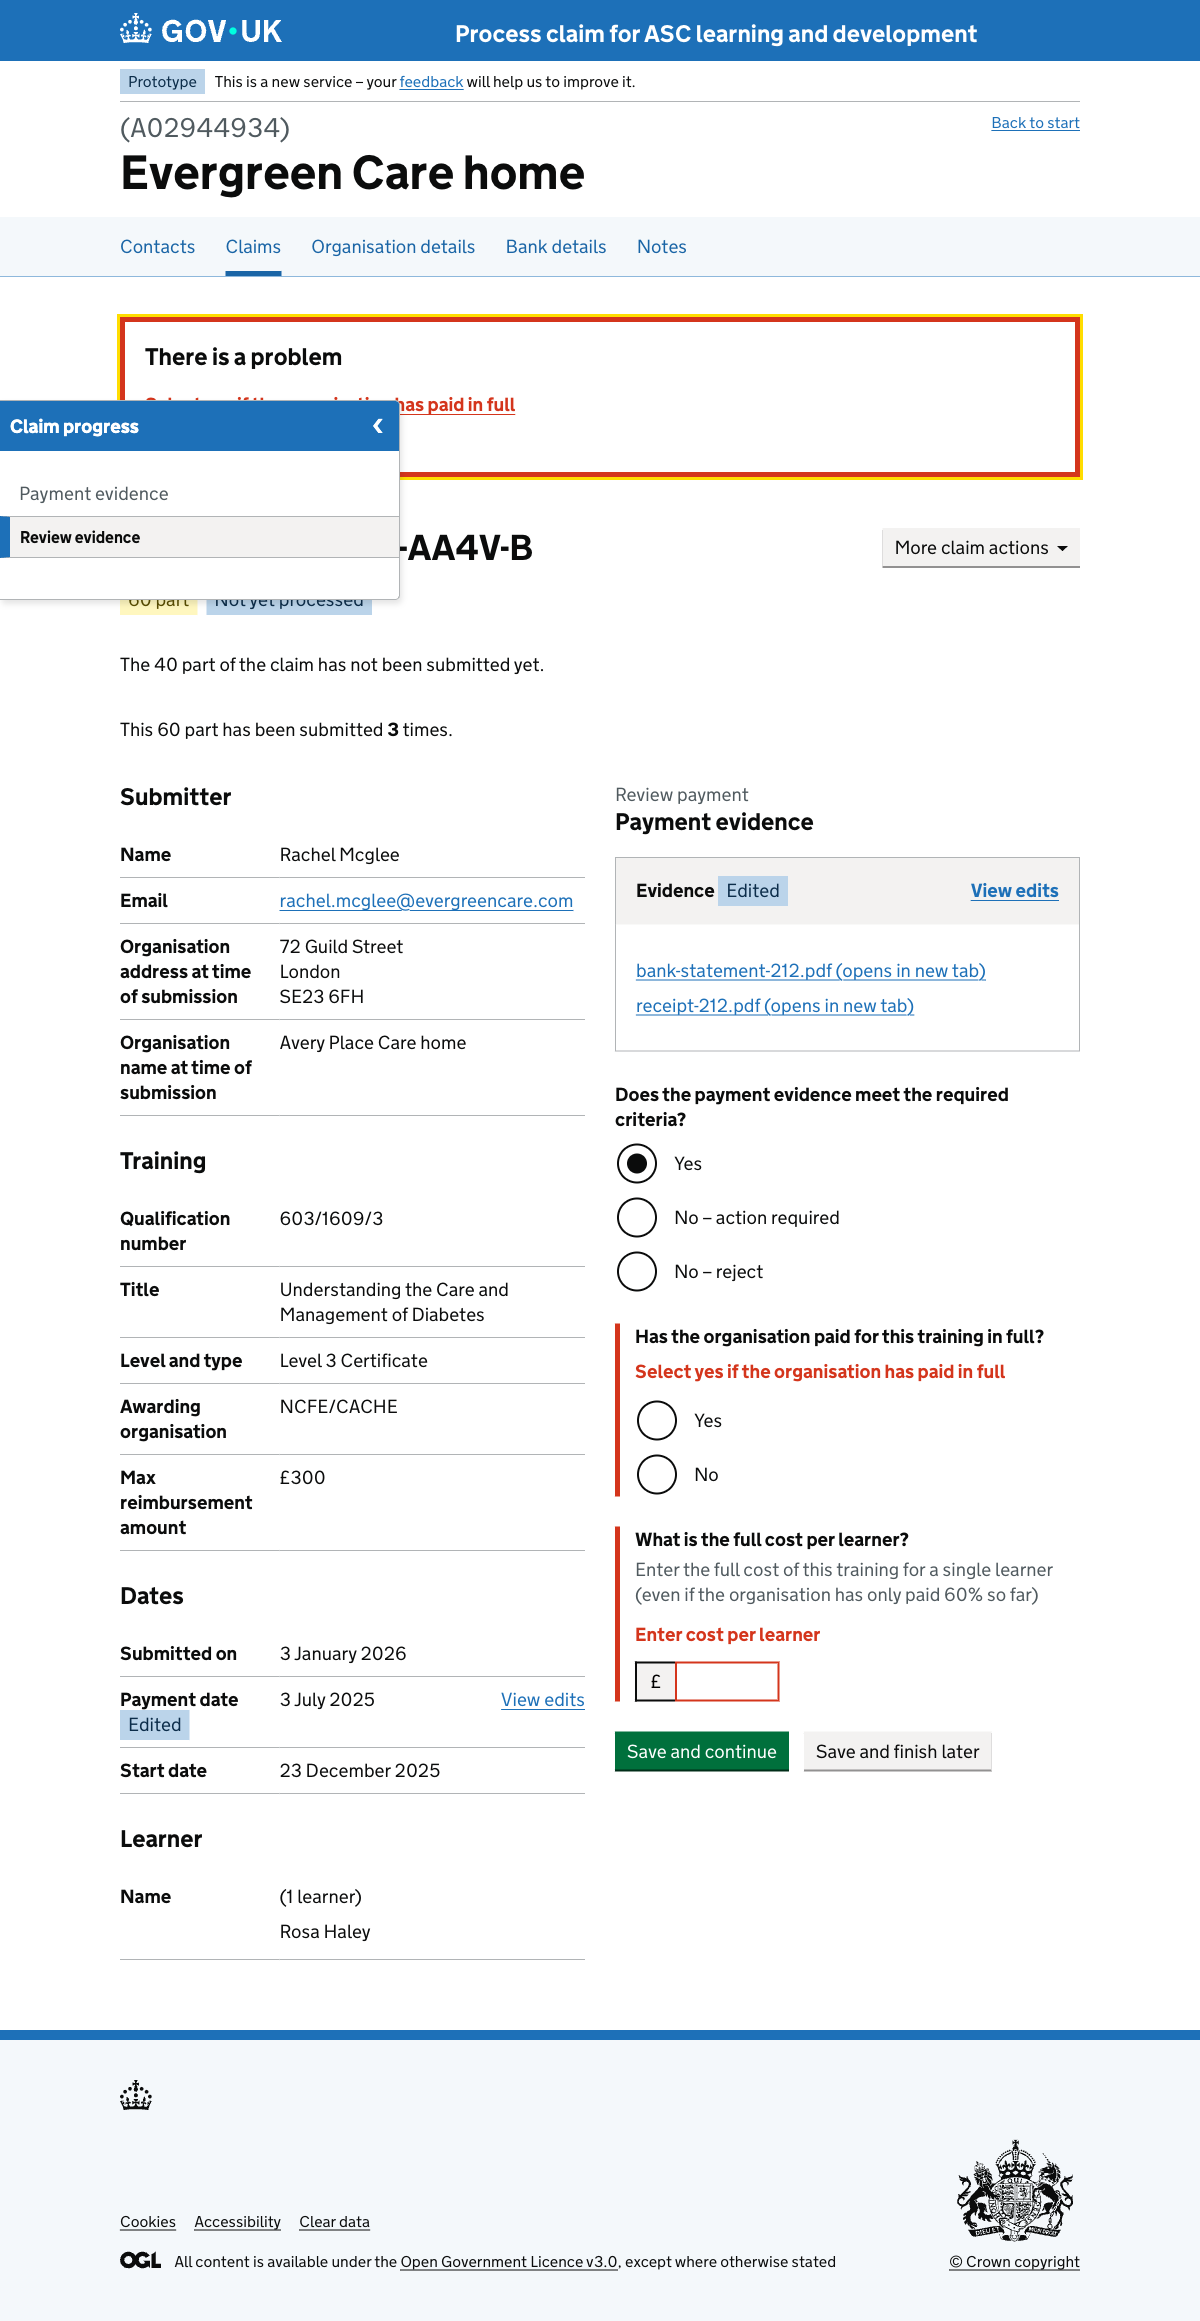 GOV·UK
Process claim for ASC learning and development
Prototype This is a new service – your feedback will help us to improve it.
(A02944934)
Back to start
Evergreen Care home
Contacts Claims Organisation details Bank details Notes
There is a problem
has paid in full
Claim progress
Payment evidence
Review evidence
-AA4V-B
More claim actions
60 part Not yet processed
The 40 part of the claim has not been submitted yet.
This 60 part has been submitted 3 times.
Submitter
Name Rachel Mcglee
Email rachel.mcglee@evergreencare.com
Organisation address at time of submission
72 Guild Street
London
SE23 6FH
Organisation name at time of submission
Avery Place Care home
Training
Qualification number
603/1609/3
Title
Understanding the Care and
Management of Diabetes
Level and type Level 3 Certificate
Awarding organisation
NCFE/CACHE
Max reimbursement amount
£300
Dates
Submitted on 3 January 2026
Payment date 3 July 2025 View edits
Edited
Start date 23 December 2025
Learner
Name (1 learner)
Rosa Haley
Review payment
Payment evidence
Evidence Edited View edits
bank-statement-212.pdf (opens in new tab)
receipt-212.pdf (opens in new tab)
Does the payment evidence meet the required
criteria?
Yes
No – action required
No – reject
Has the organisation paid for this training in full?
Select yes if the organisation has paid in full
Yes
No
What is the full cost per learner?
Enter the full cost of this training for a single learner
(even if the organisation has only paid 60% so far)
Enter cost per learner
£
Save and continue Save and finish later
Cookies Accessibility Clear data
OGL All content is available under the Open Government Licence v3.0, except where otherwise stated
© Crown copyright